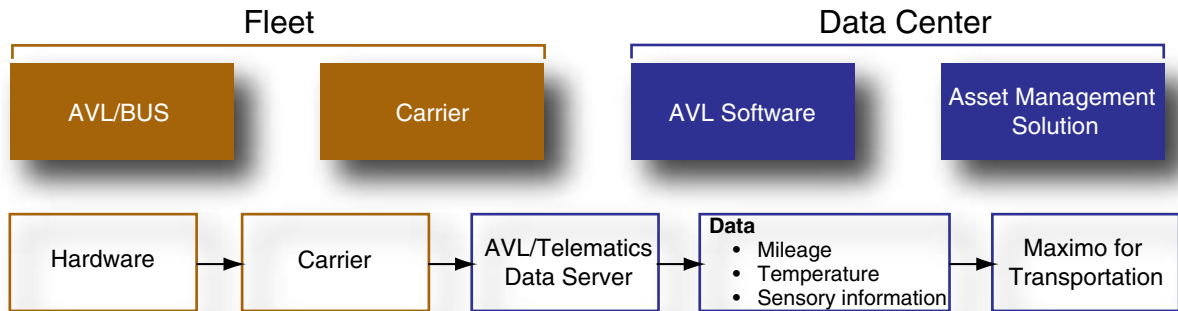 Fleet
Data Center
AVL/BUS
Carrier
AVL Software
Asset Management
Solution
Hardware
Carrier
AVL/Telematics
Data Server
Data
• Mileage
• Temperature
• Sensory information
Maximo for
Transportation